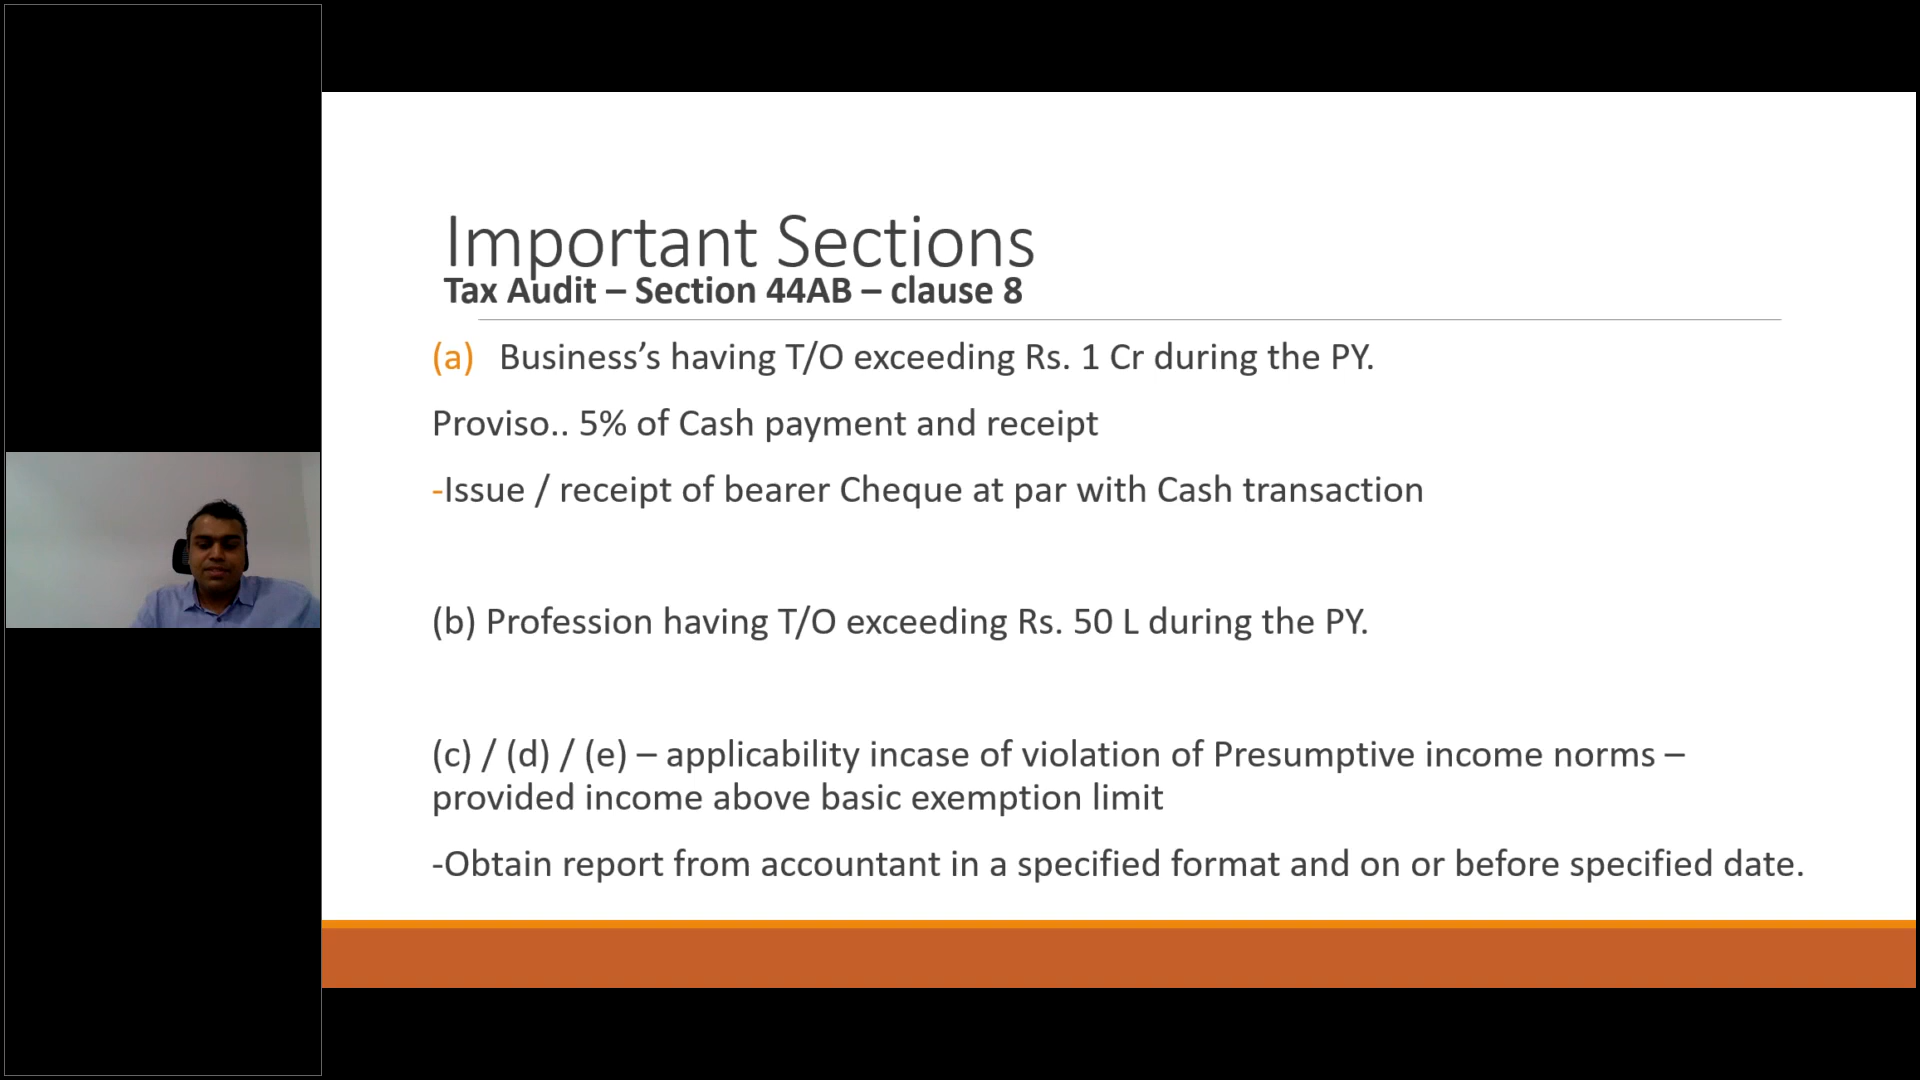 Important Sections
Tax Audit – Section 44AB – clause 8
(a) Business’s having T/O exceeding Rs. 1 Cr during the PY.
Proviso.. 5% of Cash payment and receipt
-Issue / receipt of bearer Cheque at par with Cash transaction
(b) Profession having T/O exceeding Rs. 50 L during the PY.
(c) / (d) / (e) – applicability incase of violation of Presumptive income norms –
provided income above basic exemption limit
-Obtain report from accountant in a specified format and on or before specified date.